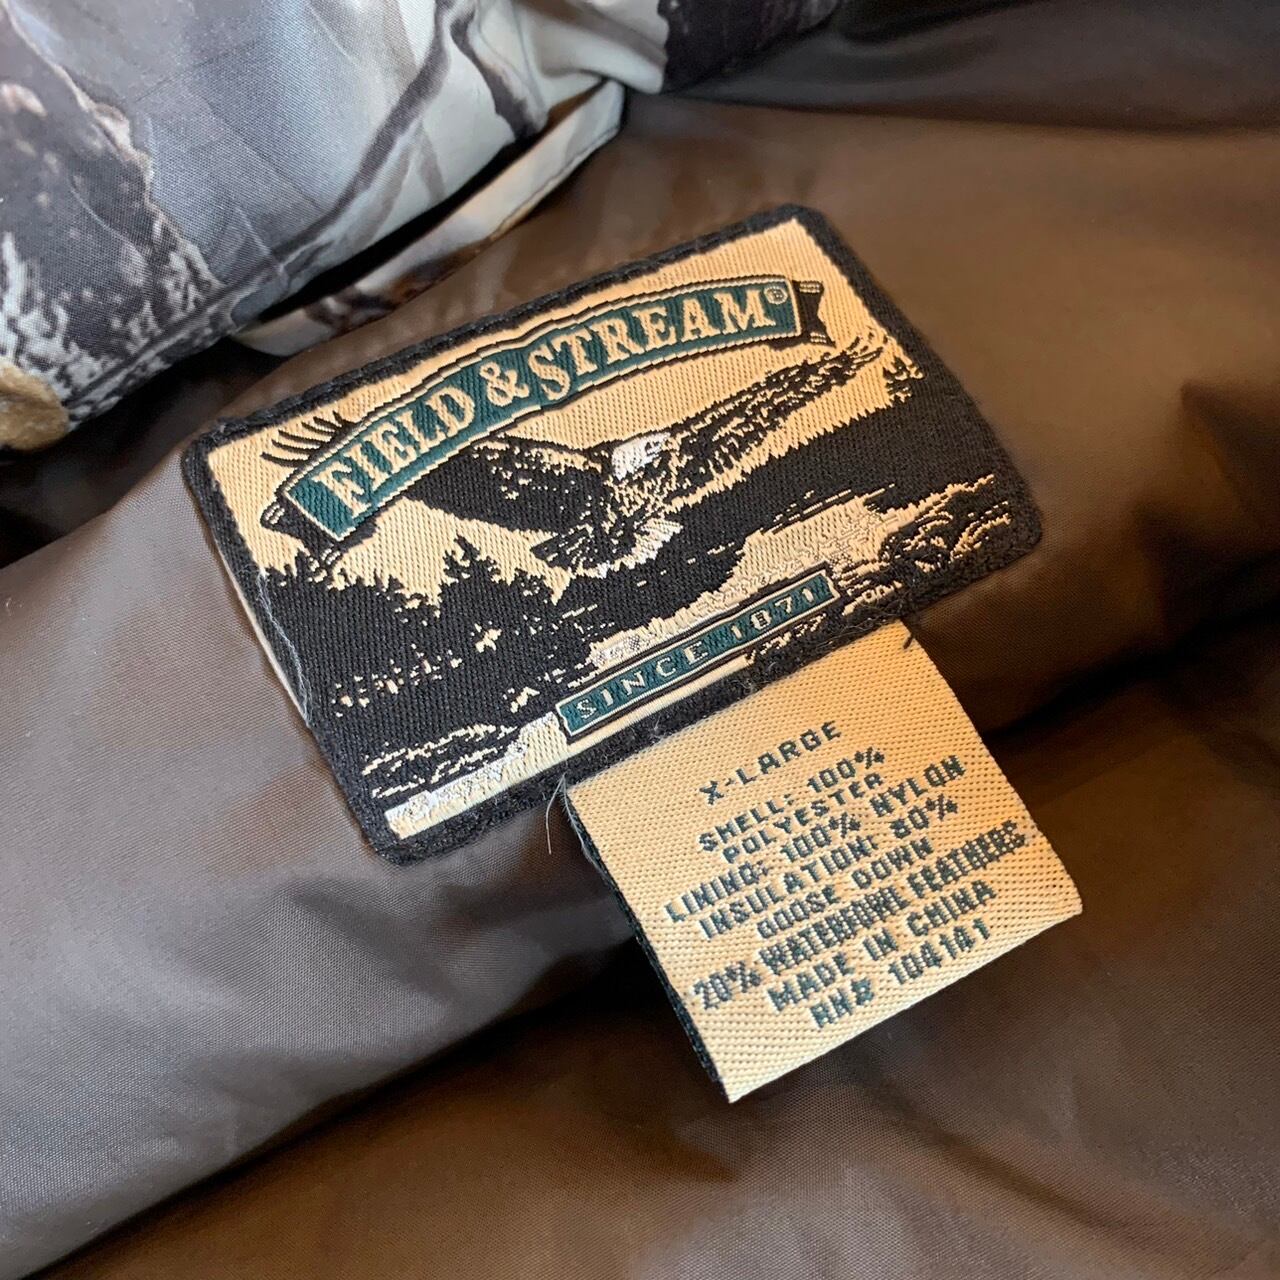 FIELD & STREAM®
SINCE 1871
X-LARGE
SHELL: 100%
POLYESTER
LINING: 100% NYLON
INSULATION: 80%
GOOSE DOWN
20% WATERFOWL FEATHERS
MADE IN CHINA
RN# 104141